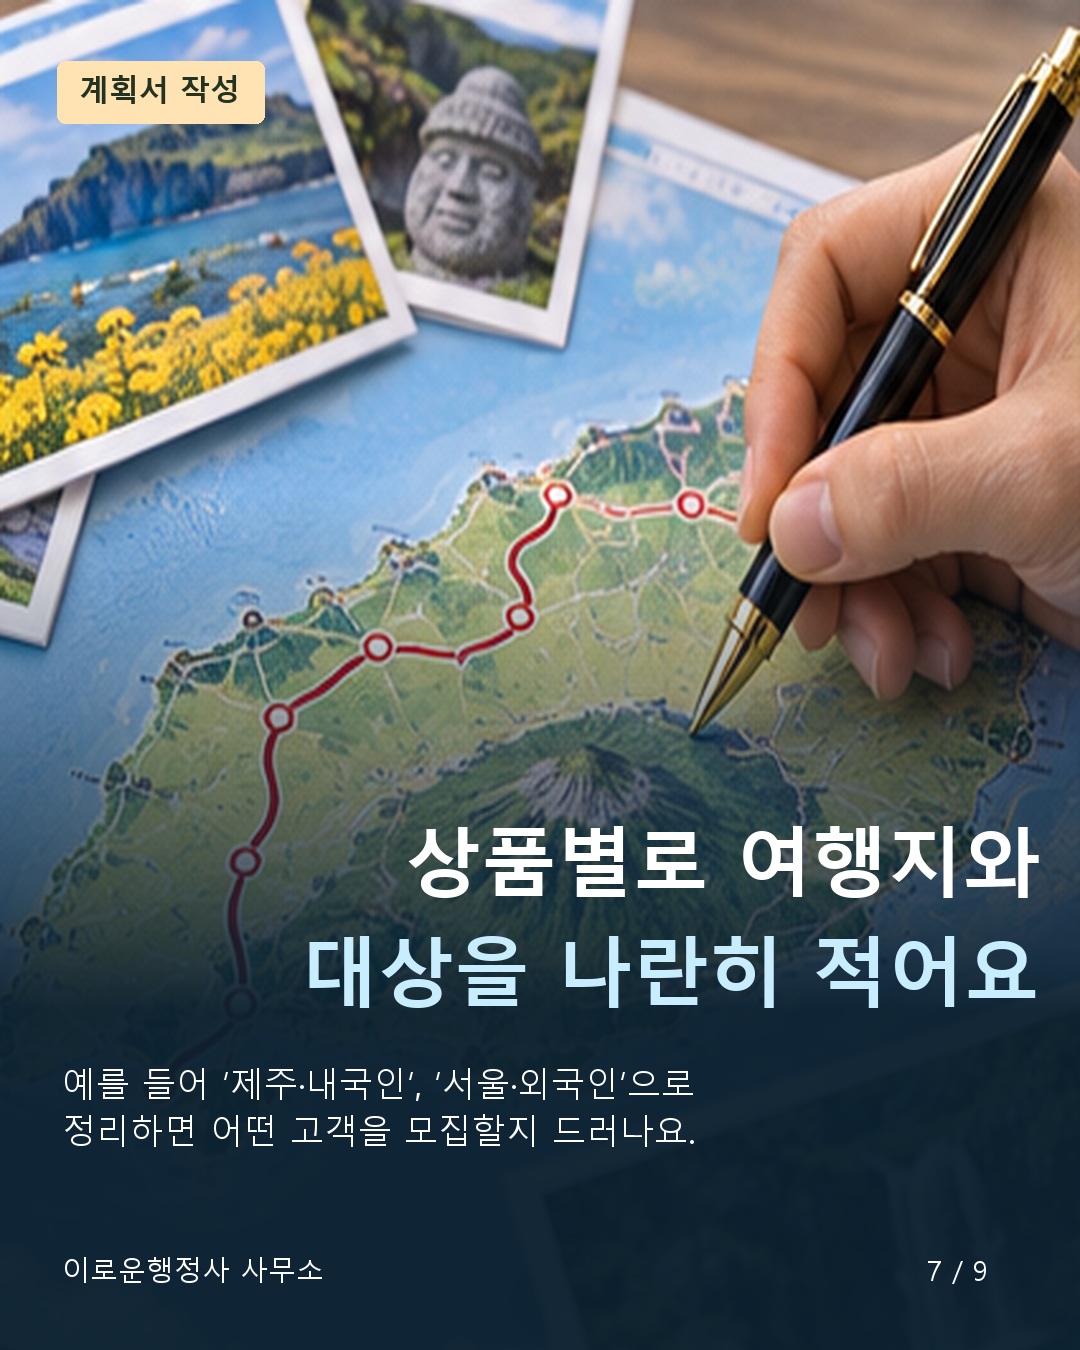 계획서 작성
상품별로 여행지와
대상을 나란히 적어요
예를 들어 '제주·내국인', '서울·외국인'으로
정리하면 어떤 고객을 모집할지 드러나요.
이로운행정사 사무소
7 / 9